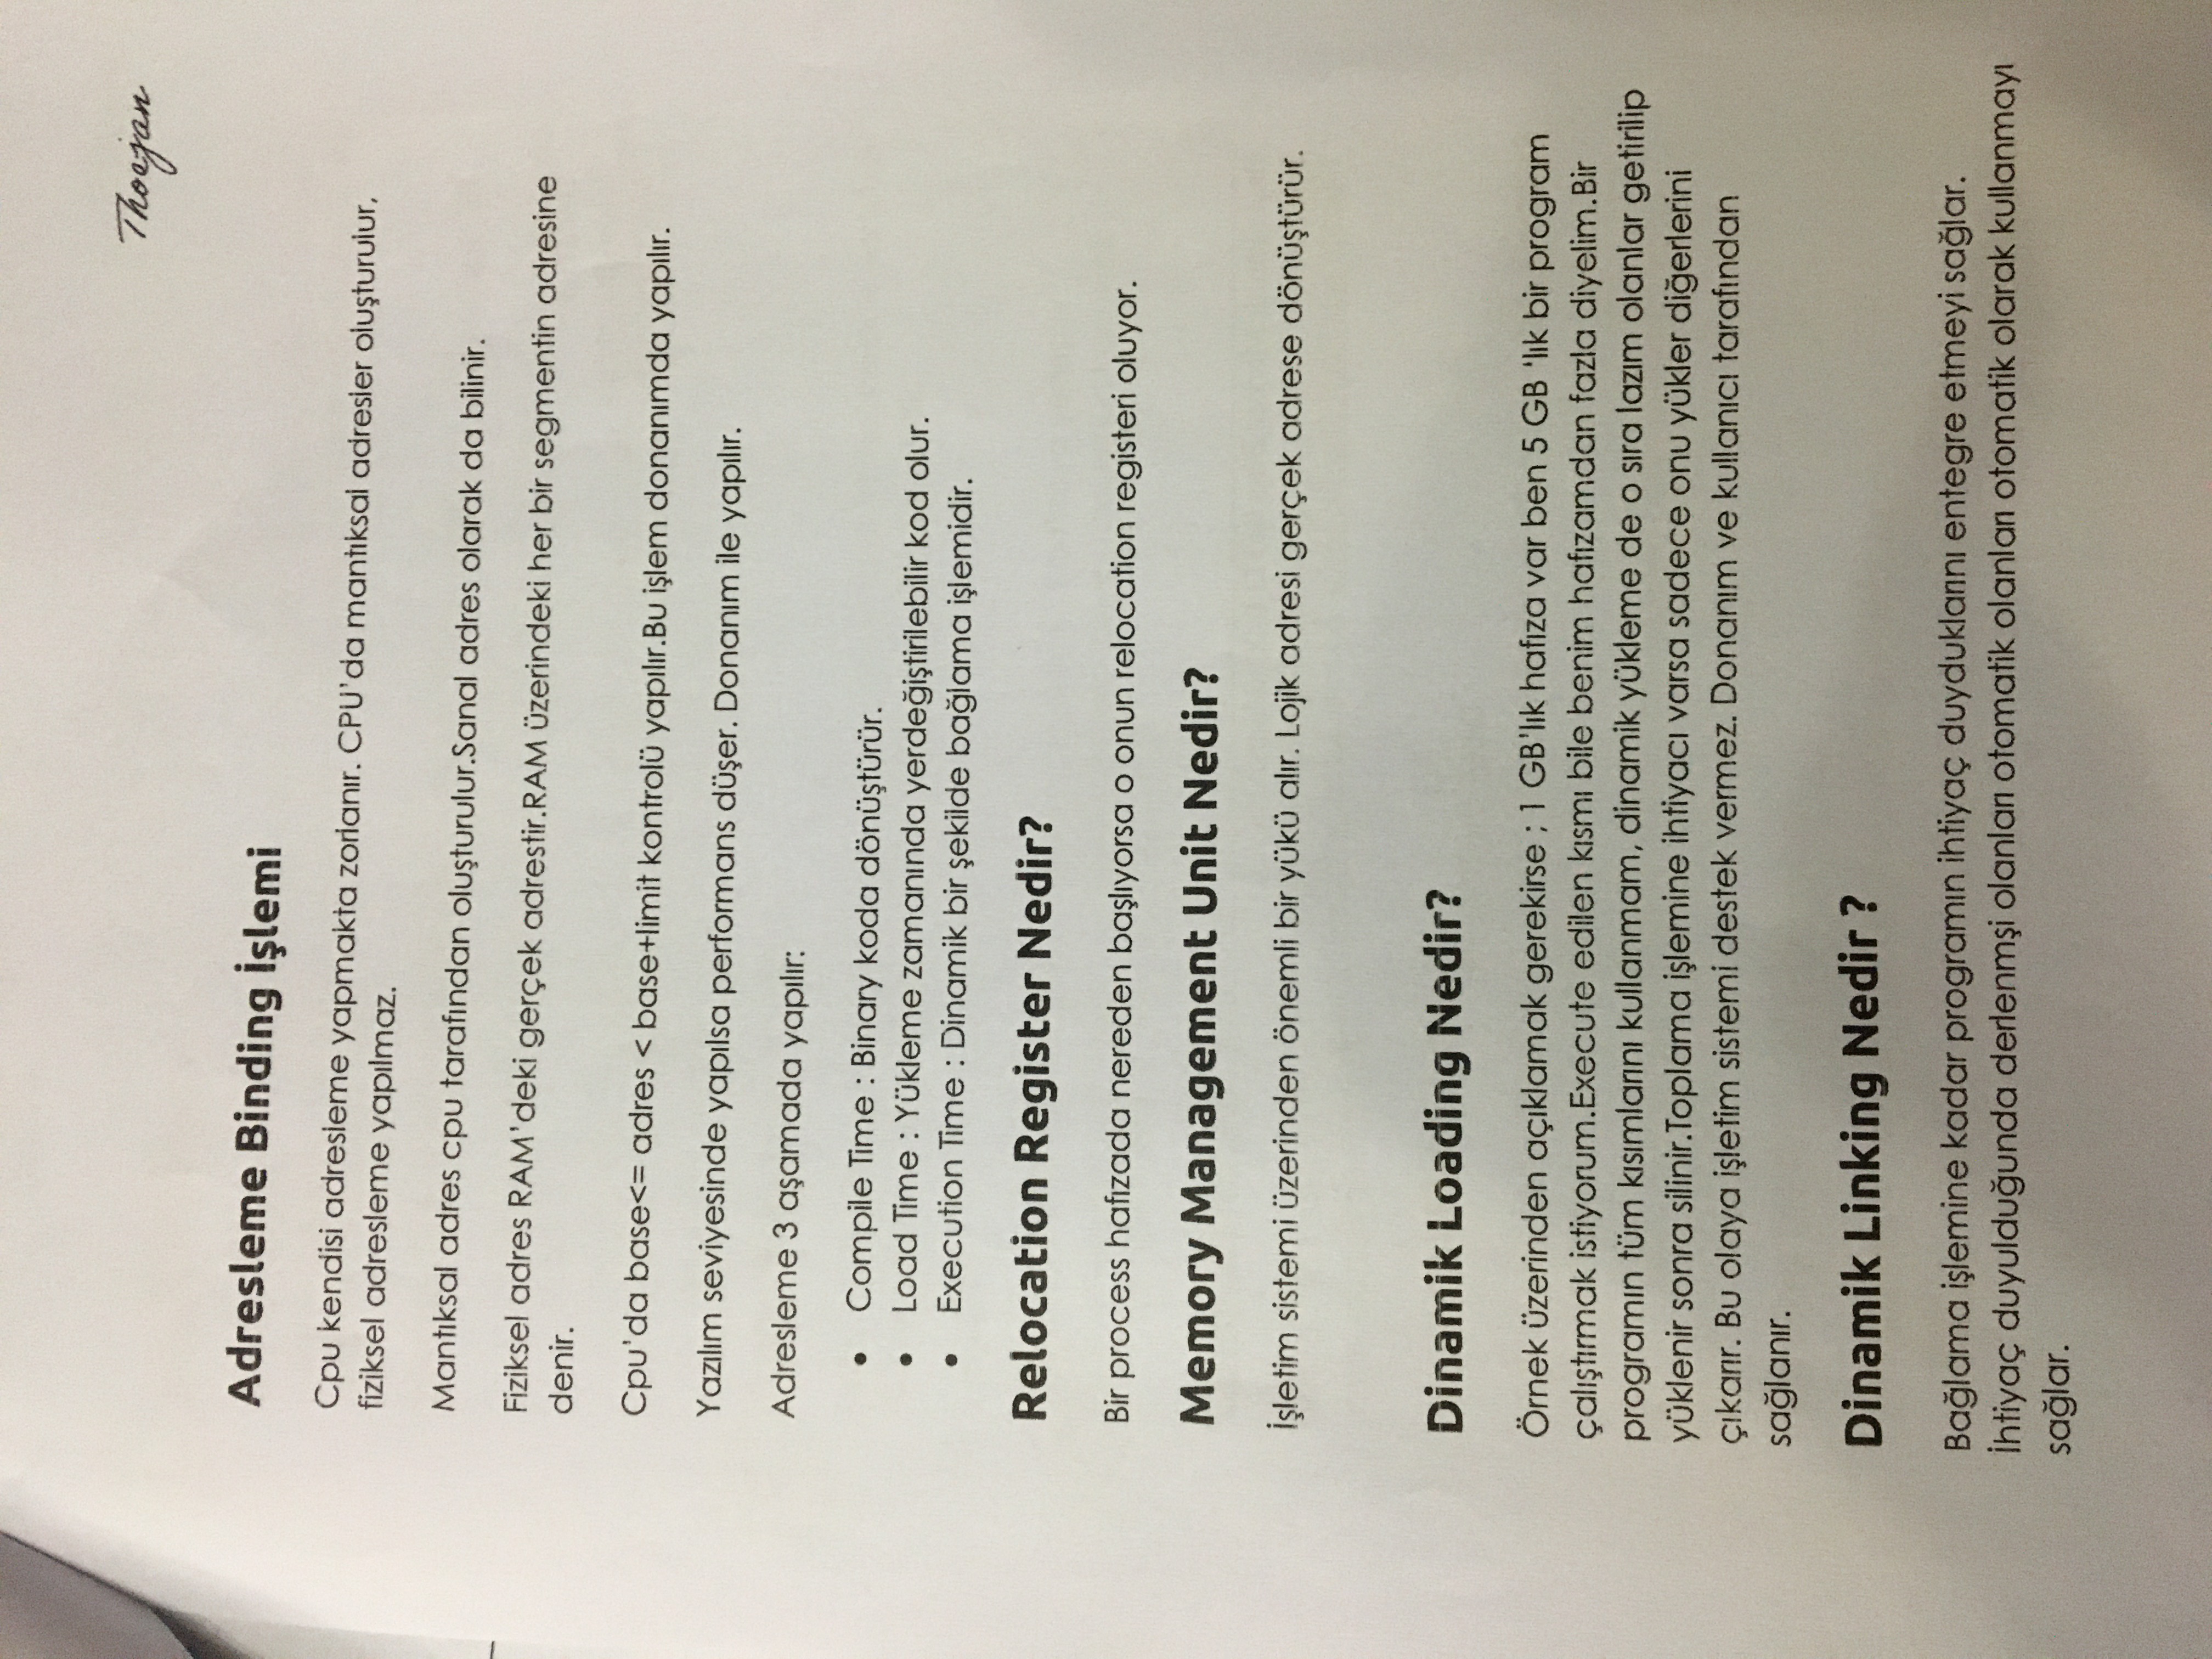 Thoejan
Adresleme Binding İşlemi
Cpu kendisi adresleme yapmakta zorlanır. CPU'da mantıksal adresler oluşturulur,
fiziksel adresleme yapılmaz.
Mantıksal adres cpu tarafından oluşturulur.Sanal adres olarak da bilinir.
Fiziksel adres RAM'deki gerçek adrestir.RAM üzerindeki her bir segmentin adresine
denir.
Cpu'da base<= adres < base+limit kontrolü yapılır.Bu işlem donanımda yapılır.
Yazılım seviyesinde yapılsa performans düşer. Donanım ile yapılır.
Adresleme 3 aşamada yapılır:
• Compile Time : Binary koda dönüştürür.
• Load Time : Yükleme zamanında yerdeğiştirilebilir kod olur.
• Execution Time : Dinamik bir şekilde bağlama işlemidir.
Relocation Register Nedir?
Bir process hafızada nereden başlıyorsa o onun relocation registeri oluyor.
Memory Management Unit Nedir?
İşletim sistemi üzerinden önemli bir yükü alır. Lojik adresi gerçek adrese dönüştürür.
Dinamik Loading Nedir?
Örnek üzerinden açıklamak gerekirse ; 1 GB'lık hafıza var ben 5 GB 'lık bir program
çalıştırmak istiyorum.Execute edilen kısmı bile benim hafızamdan fazla diyelim.Bir
programın tüm kısımlarını kullanmam, dinamik yükleme de o sıra lazım olanlar getirilip
yüklenir sonra silinir.Toplama işlemine ihtiyacı varsa sadece onu yükler diğerlerini
çıkarır. Bu olaya işletim sistemi destek vermez. Donanım ve kullanıcı tarafından
sağlanır.
Dinamik Linking Nedir ?
Bağlama işlemine kadar programın ihtiyaç duyduklarını entegre etmeyi sağlar.
İhtiyaç duyulduğunda derlenmşi olanları otomatik olanları otomatik olarak kullanmayı
sağlar.